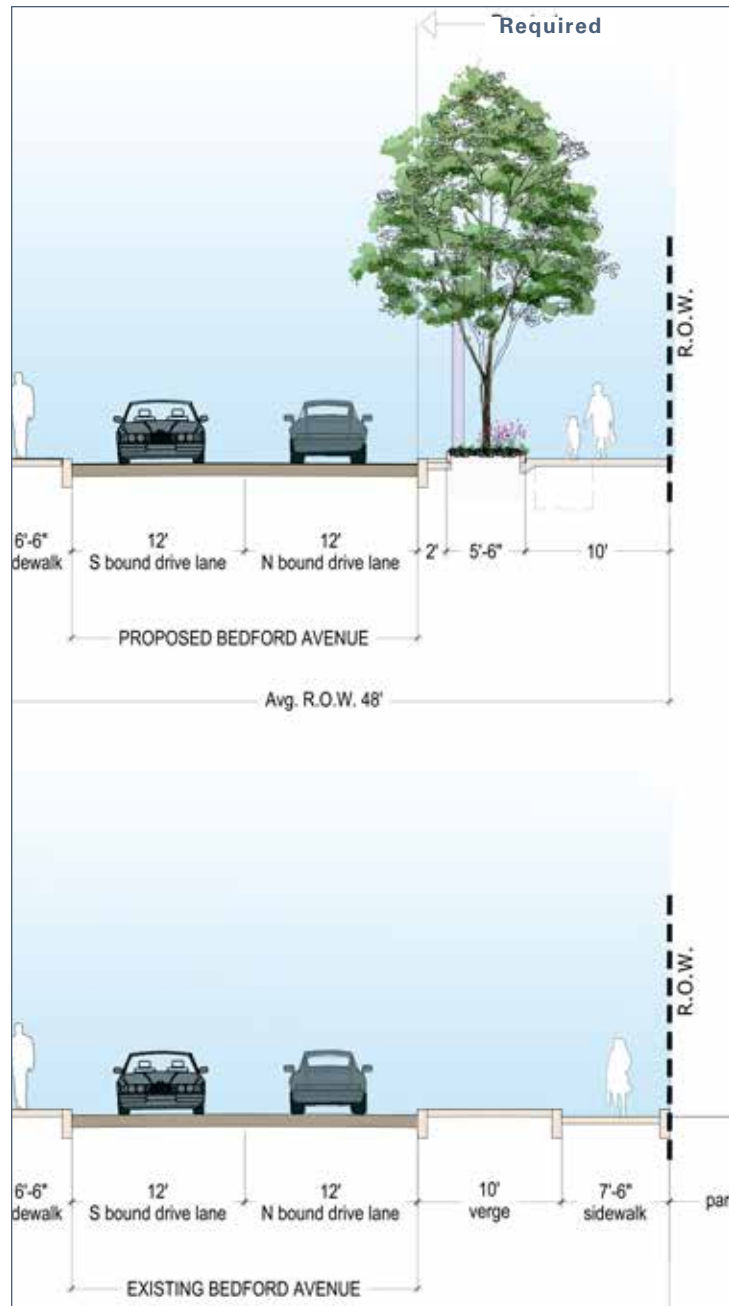 Required
R.O.W.
6'-6"
dewalk
12'
S bound drive lane
12'
N bound drive lane
2'
5'-6"
10'
PROPOSED BEDFORD AVENUE
Avg. R.O.W. 48'
R.O.W.
6'-6"
dewalk
12'
S bound drive lane
12'
N bound drive lane
10'
verge
7'-6"
sidewalk
par
EXISTING BEDFORD AVENUE